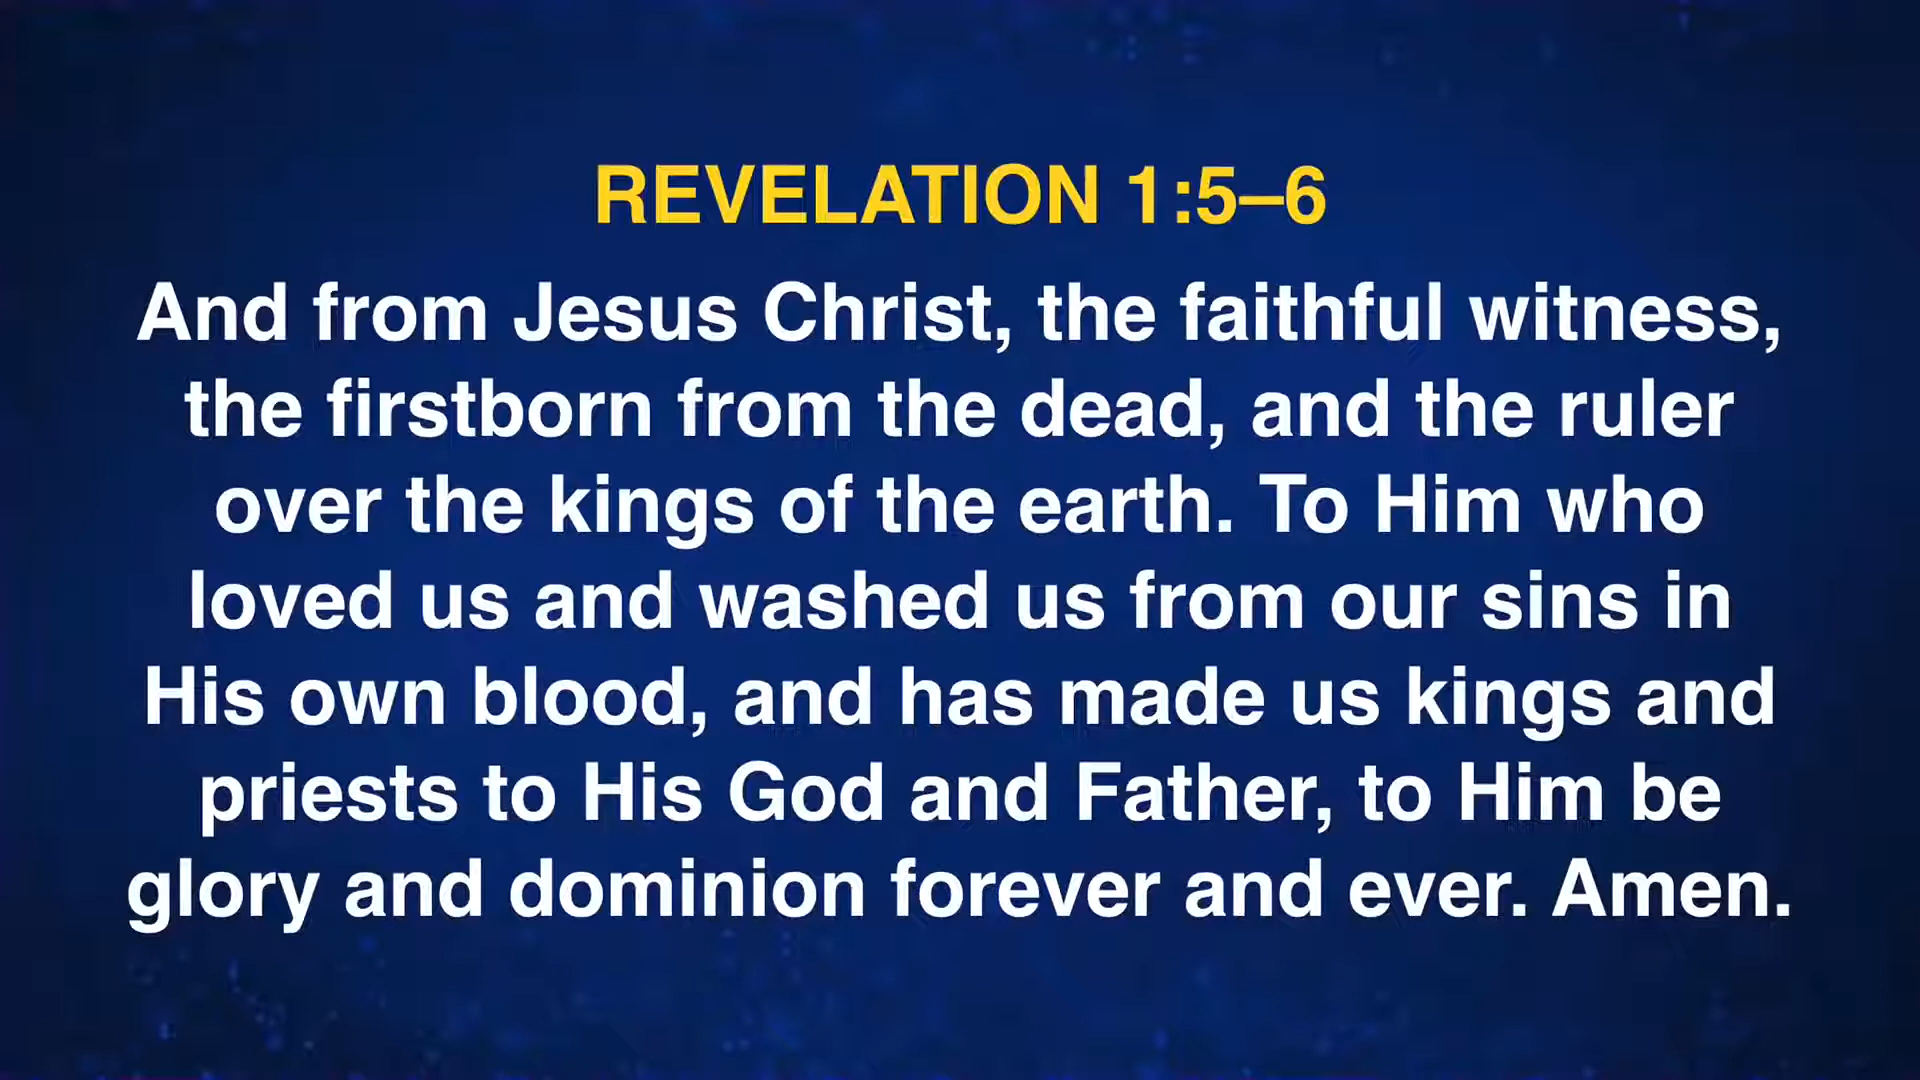 REVELATION 1:5–6
And from Jesus Christ, the faithful witness,
the firstborn from the dead, and the ruler
over the kings of the earth. To Him who
loved us and washed us from our sins in
His own blood, and has made us kings and
priests to His God and Father, to Him be
glory and dominion forever and ever. Amen.